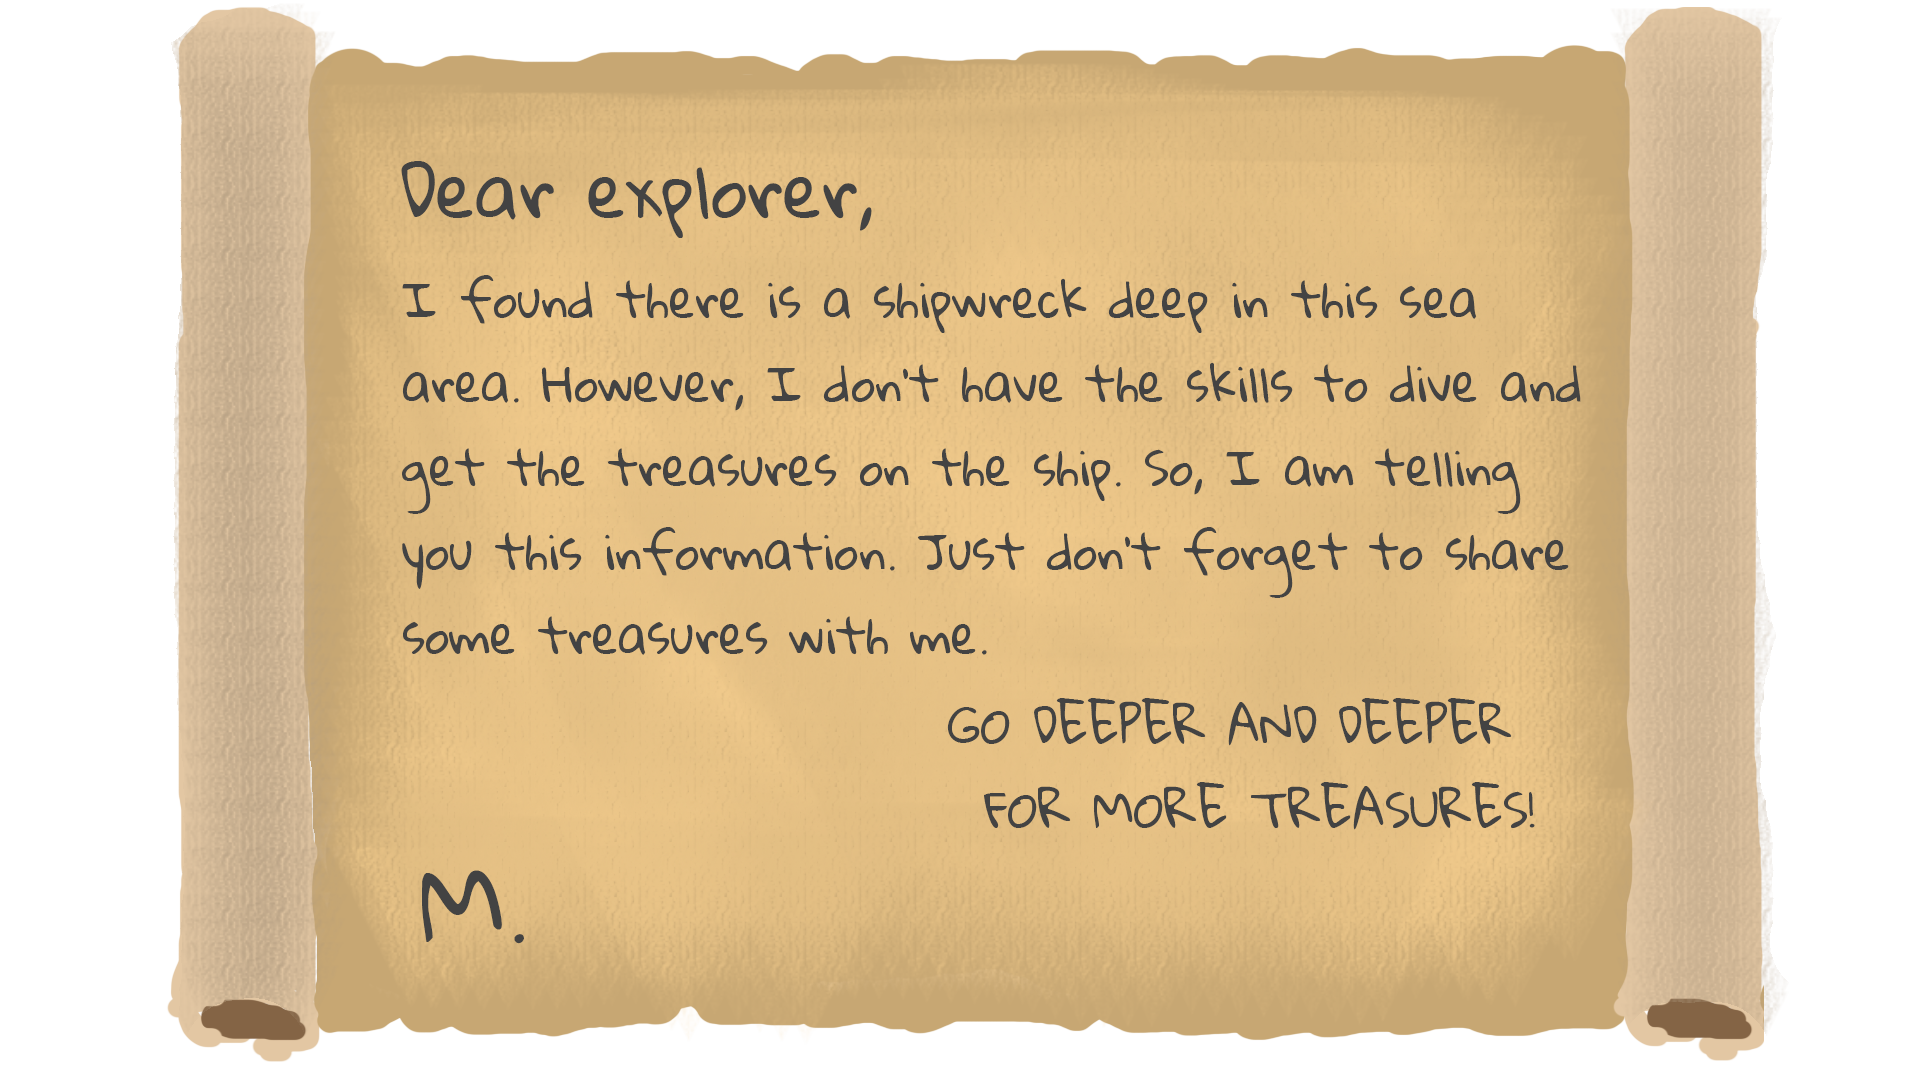 Dear explorer,
I found there is a shipwreck deep in this sea
area. However, I don't have the skills to dive and
get the treasures on the ship. So, I am telling
you this information. Just don't forget to share
some treasures with me.
GO DEEPER AND DEEPER
FOR MORE TREASURES!
M.